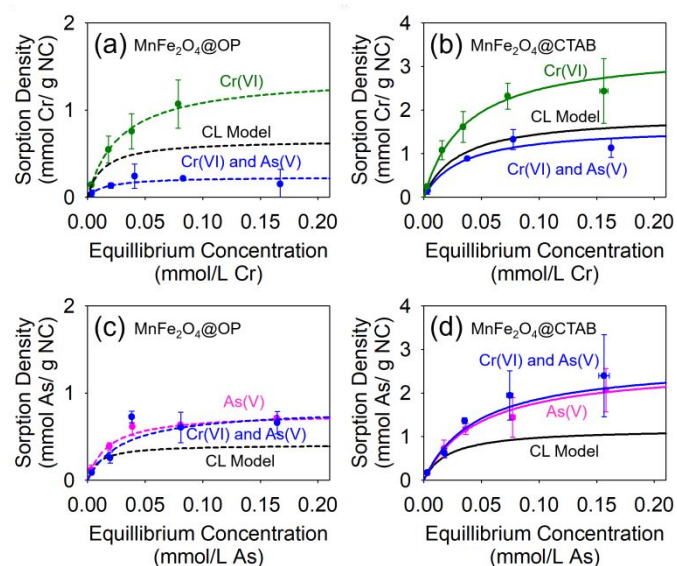 (a) MnFe₂O₄@OP
Cr(VI)
CL Model
Cr(VI) and As(V)
Sorption Density
(mmol Cr/ g NC)
2
1
0
0.00 0.05 0.10 0.15 0.20
Equillibrium Concentration
(mmol/L Cr)
(b) MnFe₂O₄@CTAB
Cr(VI)
CL Model
Cr(VI) and As(V)
Sorption Density
(mmol Cr/ g NC)
4
3
2
1
0
0.00 0.05 0.10 0.15 0.20
Equillibrium Concentration
(mmol/L Cr)
(c) MnFe₂O₄@OP
As(V)
Cr(VI) and As(V)
CL Model
Sorption Density
(mmol As/ g NC)
2
1
0
0.00 0.05 0.10 0.15 0.20
Equillibrium Concentration
(mmol/L As)
(d) MnFe₂O₄@CTAB
Cr(VI) and As(V)
As(V)
CL Model
Sorption Density
(mmol As/ g NC)
4
3
2
1
0
0.00 0.05 0.10 0.15 0.20
Equillibrium Concentration
(mmol/L As)